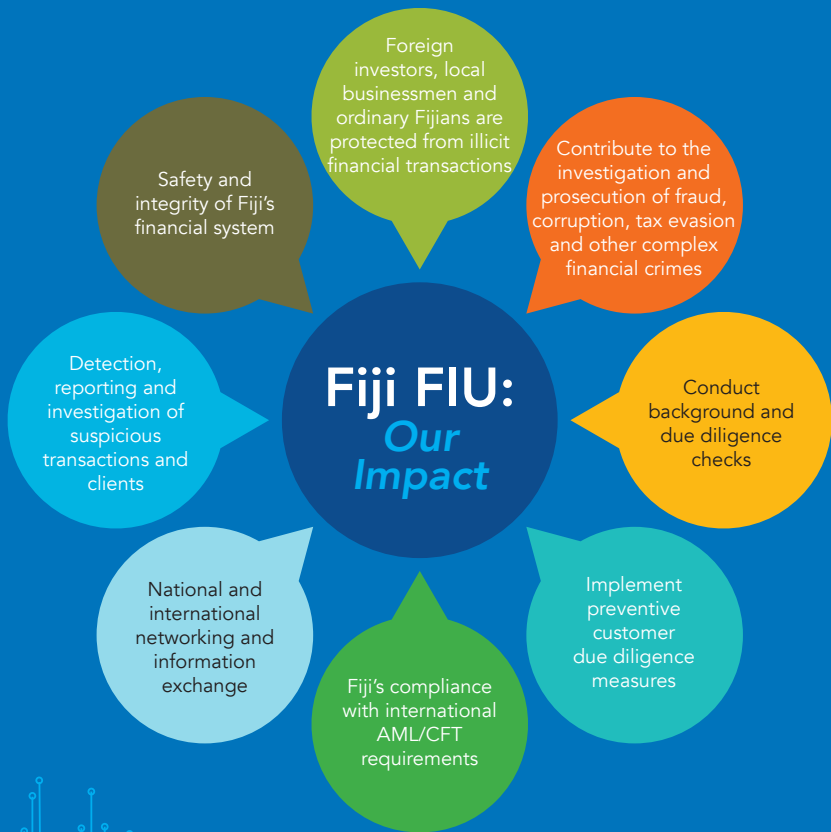 Foreign
investors, local
businessmen and
ordinary Fijians are
protected from illicit
financial transactions
Contribute to the
investigation and
prosecution of fraud,
corruption, tax evasion
and other complex
financial crimes
Conduct
background and
due diligence
checks
Implement
preventive
customer
due diligence
measures
Fiji's compliance
with international
AML/CFT
requirements
National and
international
networking and
information
exchange
Detection,
reporting and
investigation of
suspicious
transactions and
clients
Safety and
integrity of Fiji's
financial system
Fiji FIU:
Our
Impact